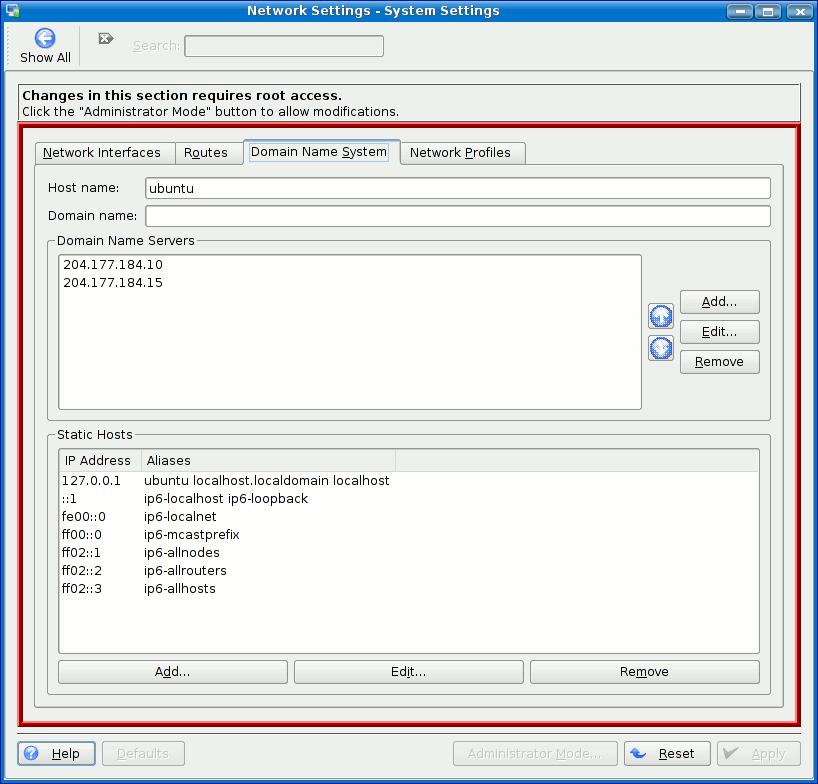 Network Settings - System Settings
Show All
Search:
Changes in this section requires root access.
Click the "Administrator Mode" button to allow modifications.
Network Interfaces Routes Domain Name System Network Profiles
Host name: ubuntu
Domain name:
Domain Name Servers
204.177.184.10
204.177.184.15
Add...
Edit...
Remove
Static Hosts
IP Address Aliases
127.0.0.1 ubuntu localhost.localdomain localhost
::1 ip6-localhost ip6-loopback
fe00::0 ip6-localnet
ff00::0 ip6-mcastprefix
ff02::1 ip6-allnodes
ff02::2 ip6-allrouters
ff02::3 ip6-allhosts
Add... Edit... Remove
Help Defaults Administrator Mode... Reset Apply